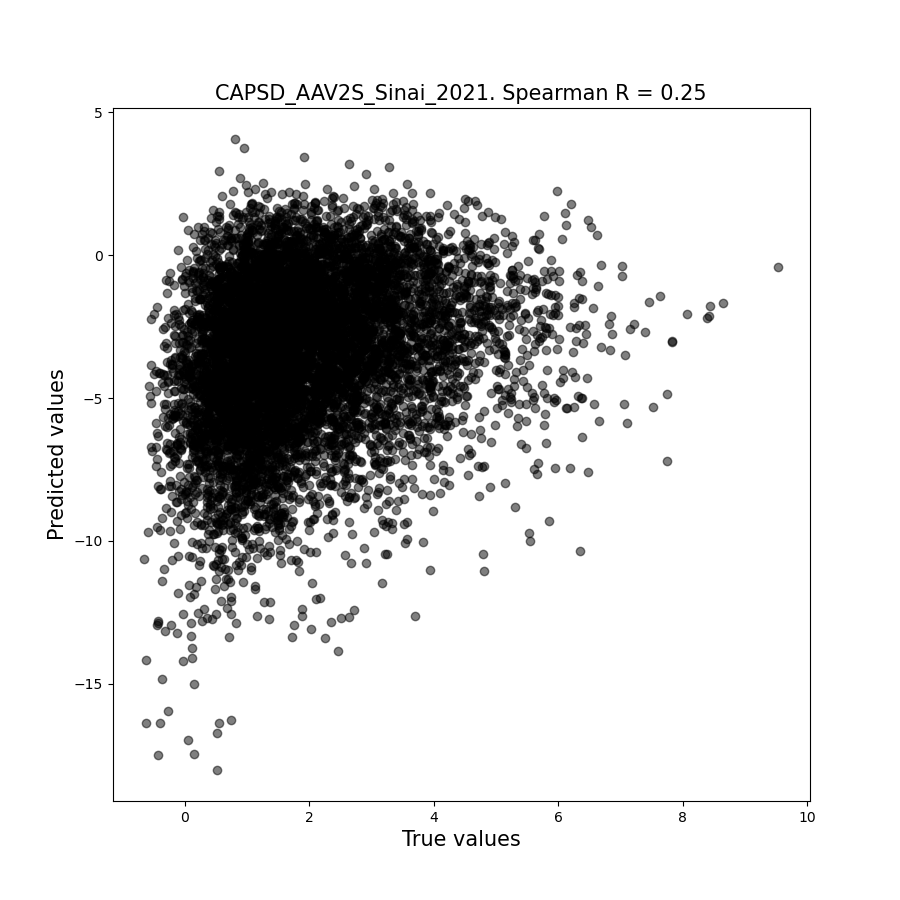 CAPSD_AAV2S_Sinai_2021. Spearman R = 0.25
5
0
−5
−10
−15
Predicted values
0 2 4 6 8 10
True values